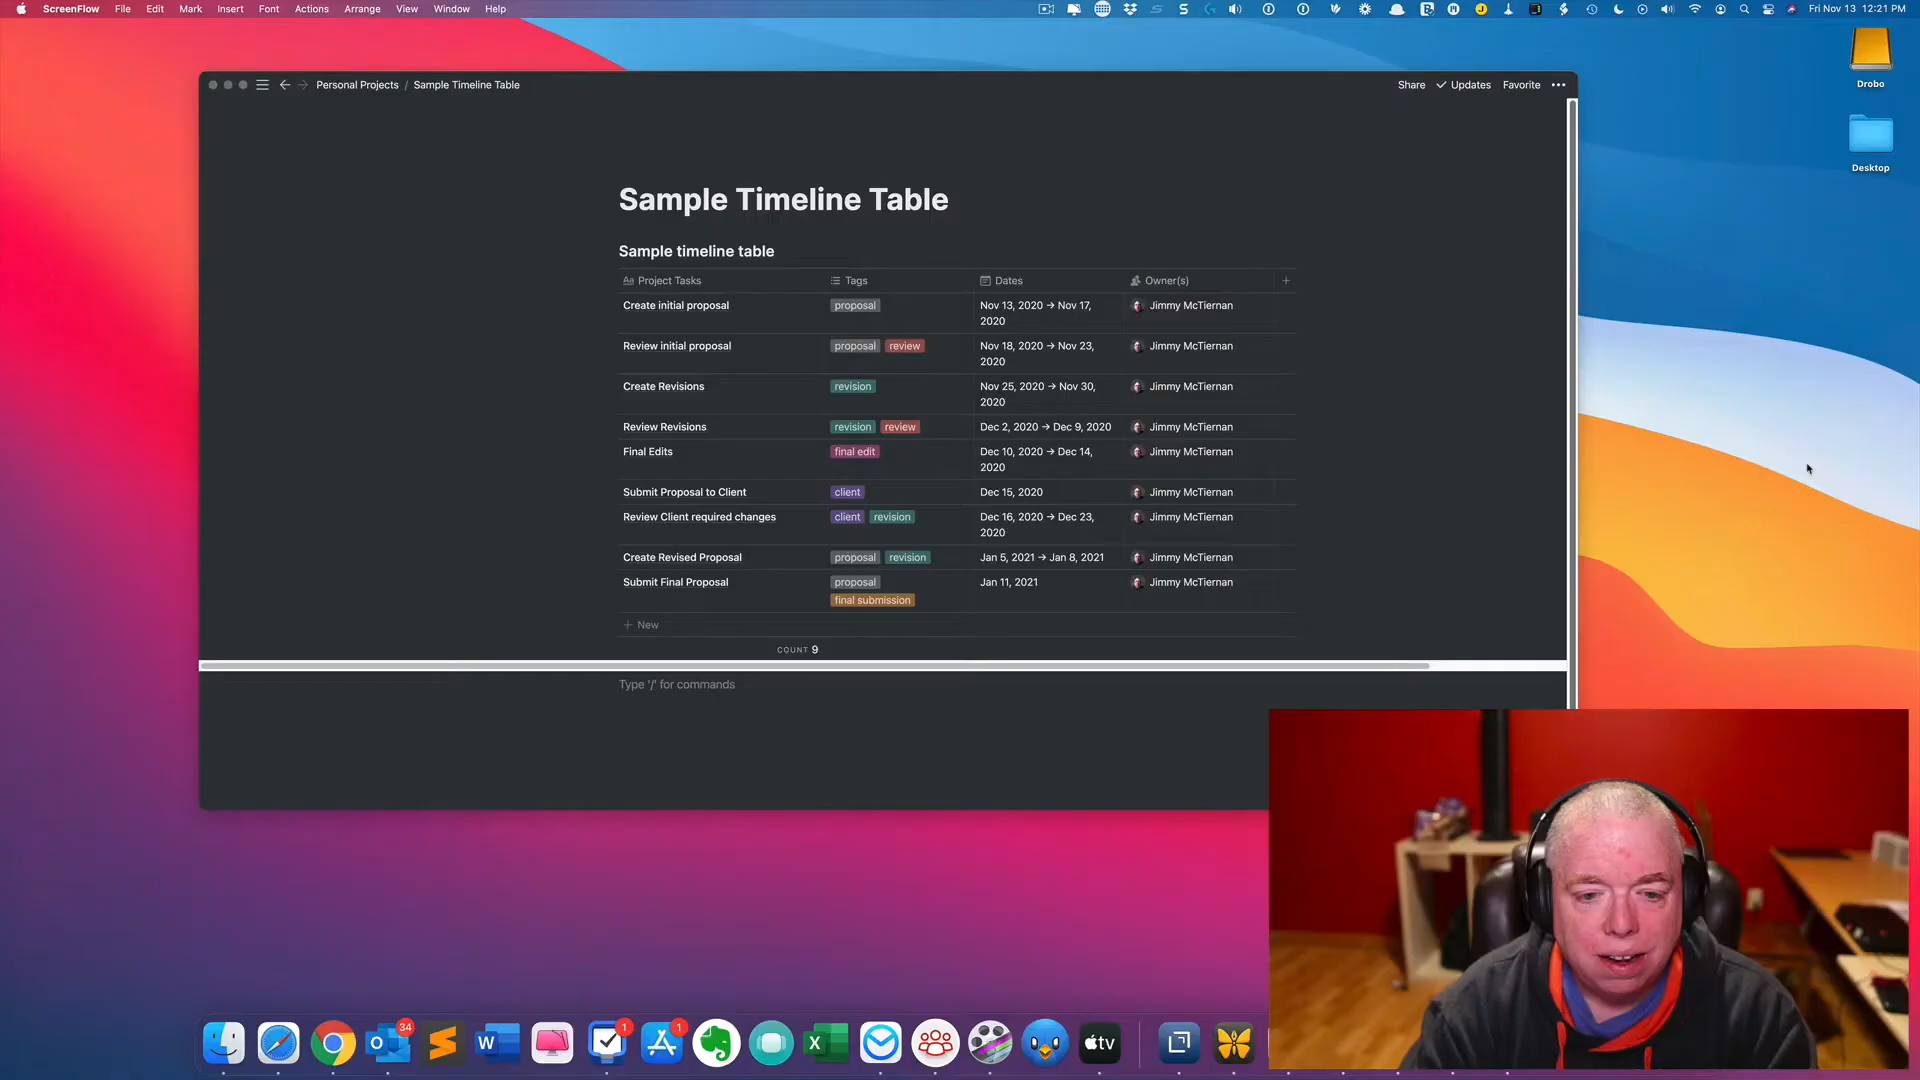 ScreenFlow File Edit Mark Insert Font Actions Arrange View Window Help Fri Nov 13 12:21 PM
Drobo
Desktop
Personal Projects / Sample Timeline Table Share Updates Favorite
Sample Timeline Table
Sample timeline table
Aa Project Tasks Tags Dates Owner(s)
Create initial proposal proposal Nov 13, 2020 → Nov 17, Jimmy McTiernan
2020
Review initial proposal proposal review Nov 18, 2020 → Nov 23, Jimmy McTiernan
2020
Create Revisions revision Nov 25, 2020 → Nov 30, Jimmy McTiernan
2020
Review Revisions revision review Dec 2, 2020 → Dec 9, 2020 Jimmy McTiernan
Final Edits final edit Dec 10, 2020 → Dec 14, Jimmy McTiernan
2020
Submit Proposal to Client client Dec 15, 2020 Jimmy McTiernan
Review Client required changes client revision Dec 16, 2020 → Dec 23, Jimmy McTiernan
2020
Create Revised Proposal proposal revision Jan 5, 2021 → Jan 8, 2021 Jimmy McTiernan
Submit Final Proposal proposal Jan 11, 2021 Jimmy McTiernan
final submission
+ New
COUNT 9
Type '/' for commands
34 1 1
O W X tv